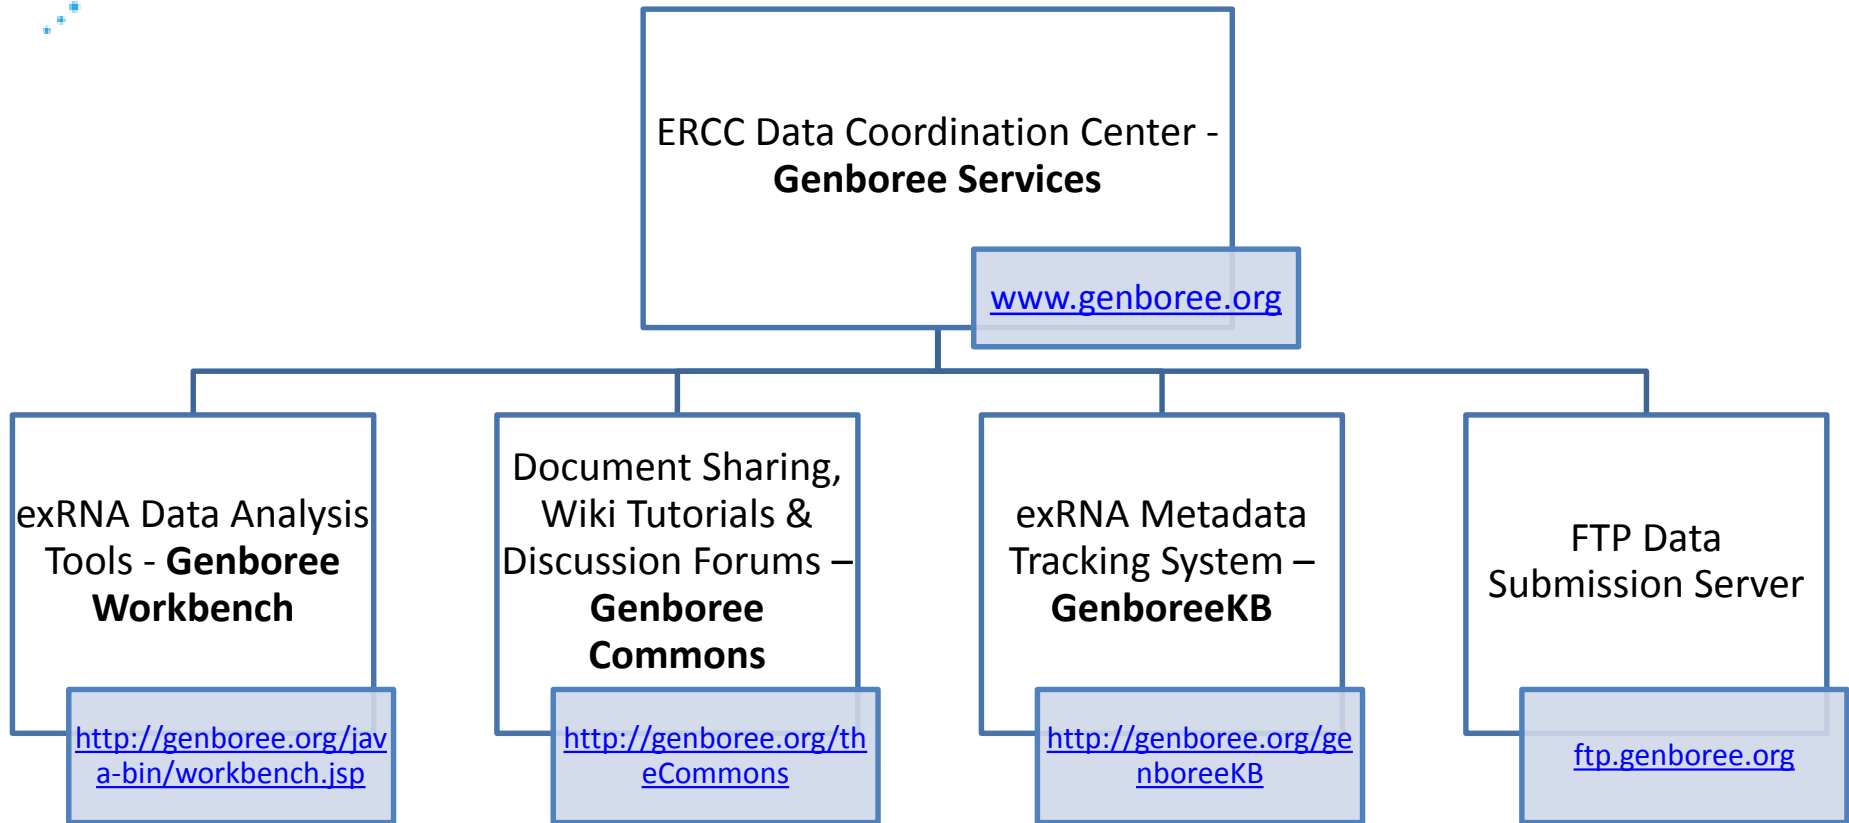 ERCC Data Coordination Center -
Genboree Services
www.genboree.org
exRNA Data Analysis
Tools - Genboree
Workbench
http://genboree.org/jav
a-bin/workbench.jsp
Document Sharing,
Wiki Tutorials &
Discussion Forums –
Genboree
Commons
http://genboree.org/th
eCommons
exRNA Metadata
Tracking System –
GenboreeKB
http://genboree.org/ge
nboreeKB
FTP Data
Submission Server
ftp.genboree.org